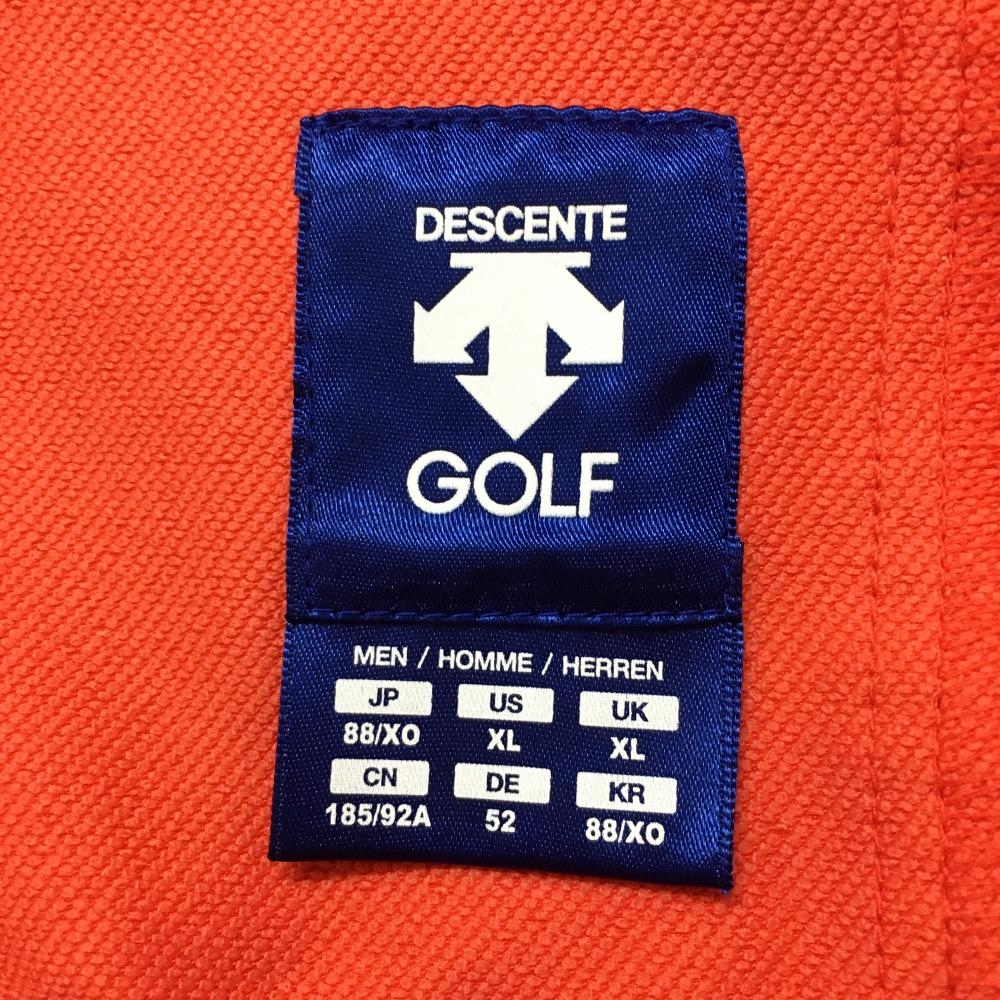 DESCENTE
GOLF
MEN / HOMME / HERREN
JP US UK
88/XO XL XL
CN DE KR
185/92A 52 88/XO